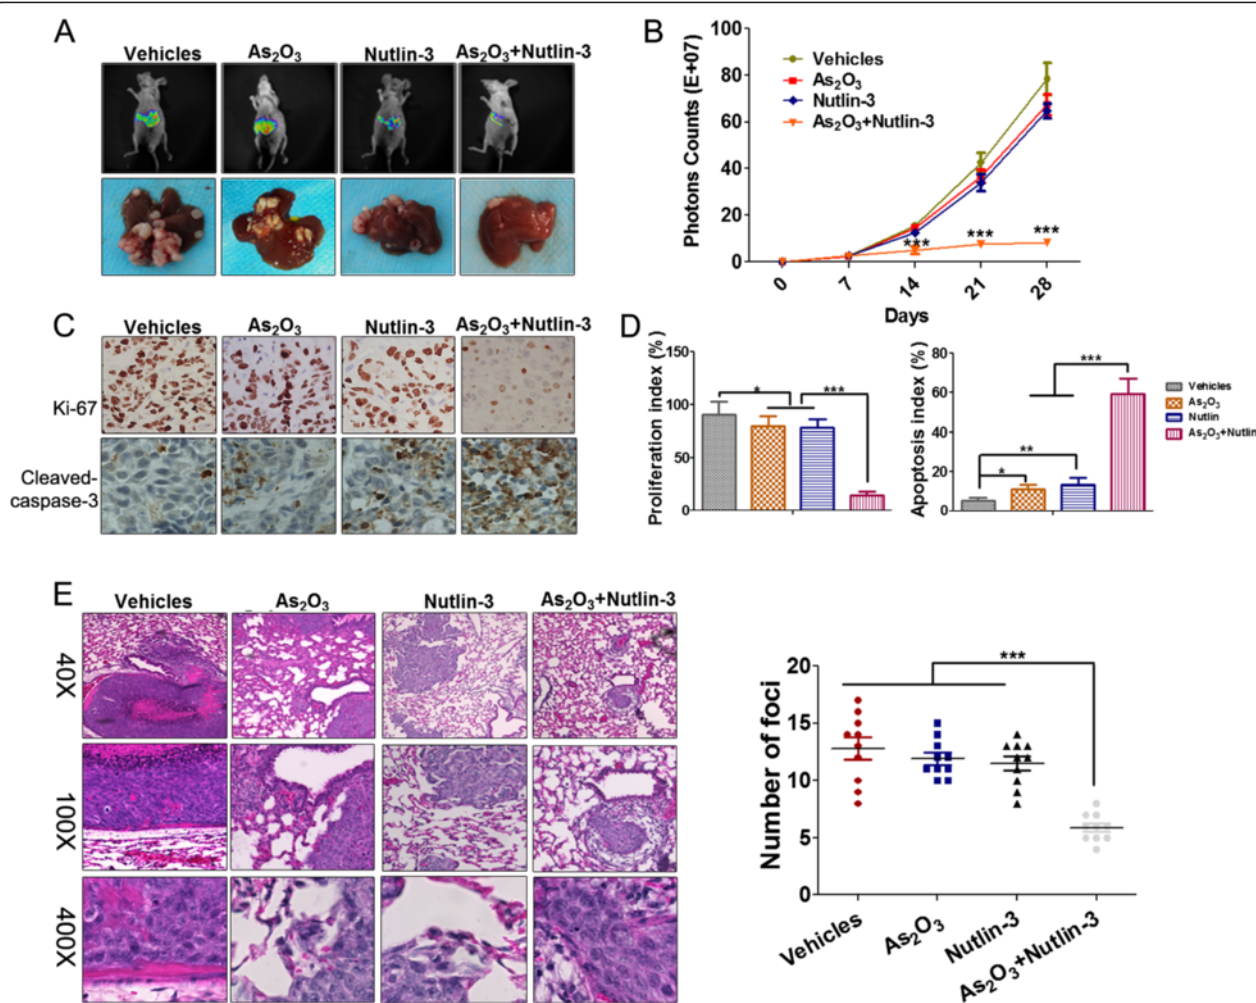 A
Vehicles As₂O₃ Nutlin-3 As₂O₃+Nutlin-3
B
Photons Counts (E+07)
100
80
60
40
20
0
Vehicles
As₂O₃
Nutlin-3
As₂O₃+Nutlin-3
*** *** ***
0 7 14 21 28
Days
C
Vehicles As₂O₃ Nutlin-3 As₂O₃+Nutlin-3
Ki-67
Cleaved-
caspase-3
D
Proliferation index (%)
150
100
50
0
* ***
Apoptosis index (%)
80
60
40
20
0
***
**
*
Vehicles
As₂O₃
Nutlin
As₂O₃+Nutlin
E
Vehicles As₂O₃ Nutlin-3 As₂O₃+Nutlin-3
40X
100X
400X
Number of foci
20
15
10
5
0
***
Vehicles
As₂O₃
Nutlin-3
As₂O₃+Nutlin-3